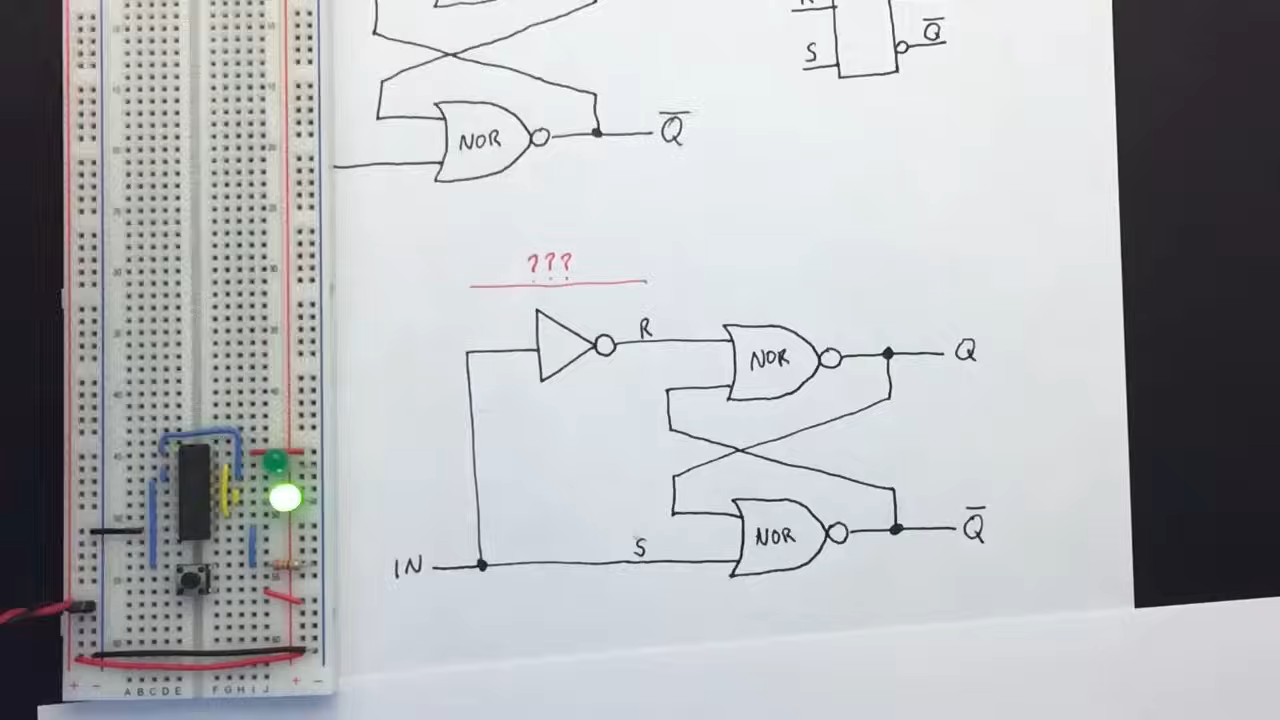 Q̅
S
NOR
Q̅
???
R
NOR
Q
NOR
Q̅
S
IN
+ − A B C D E F G H I J + −